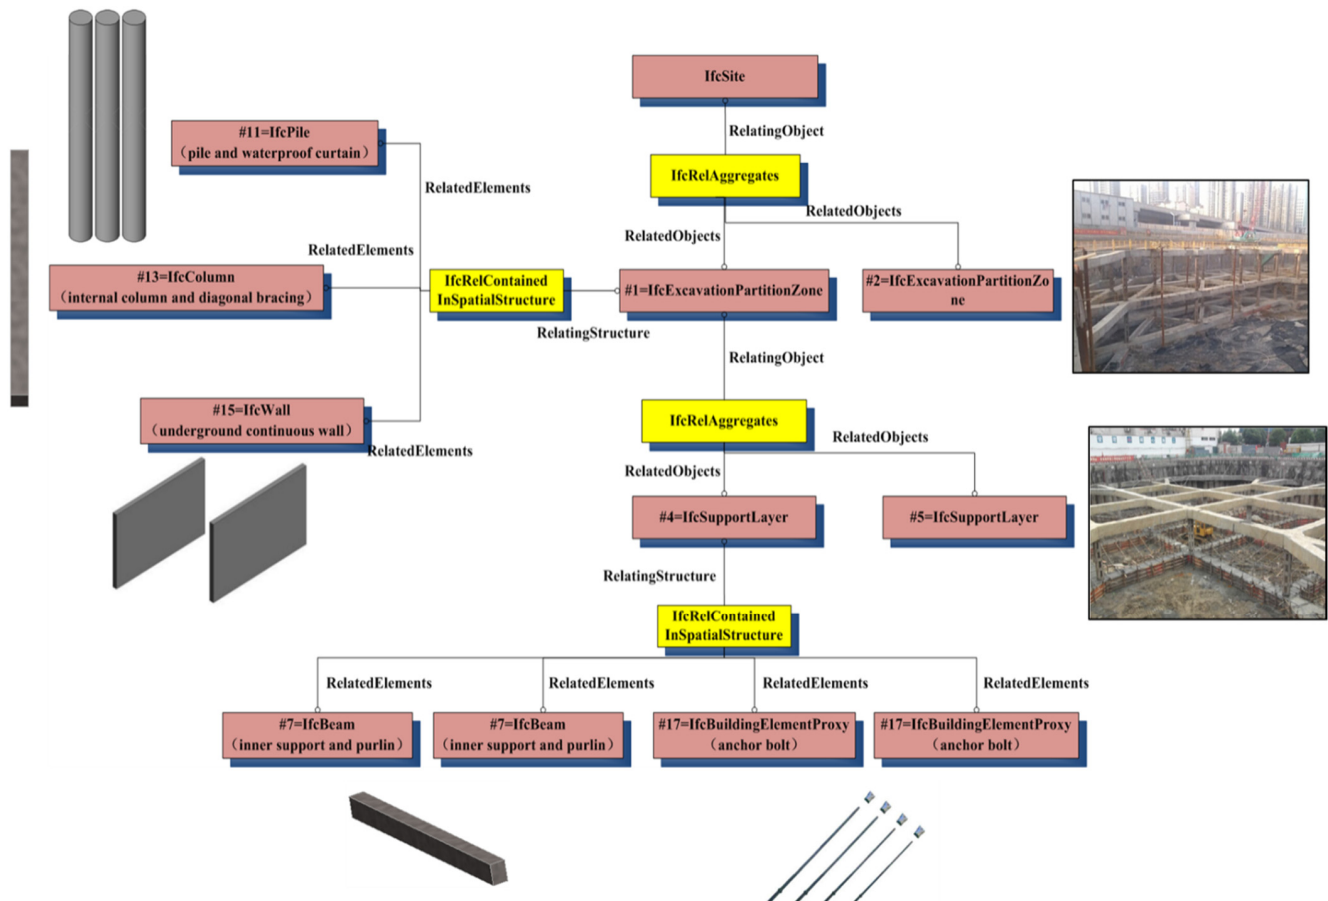 IfcSite
RelatingObject
#11=IfcPile
（pile and waterproof curtain）
IfcRelAggregates
RelatedElements
RelatedObjects
RelatedObjects
RelatedElements
#13=IfcColumn
（internal column and diagonal bracing）
IfcRelContained
InSpatialStructure
#1=IfcExcavationPartitionZone
#2=IfcExcavationPartitionZo
ne
RelatingStructure
RelatingObject
#15=IfcWall
（underground continuous wall）
RelatedElements
IfcRelAggregates
RelatedObjects
RelatedObjects
#4=IfcSupportLayer
#5=IfcSupportLayer
RelatingStructure
IfcRelContained
InSpatialStructure
RelatedElements
RelatedElements
RelatedElements
RelatedElements
#7=IfcBeam
（inner support and purlin）
#7=IfcBeam
（inner support and purlin）
#17=IfcBuildingElementProxy
（anchor bolt）
#17=IfcBuildingElementProxy
（anchor bolt）